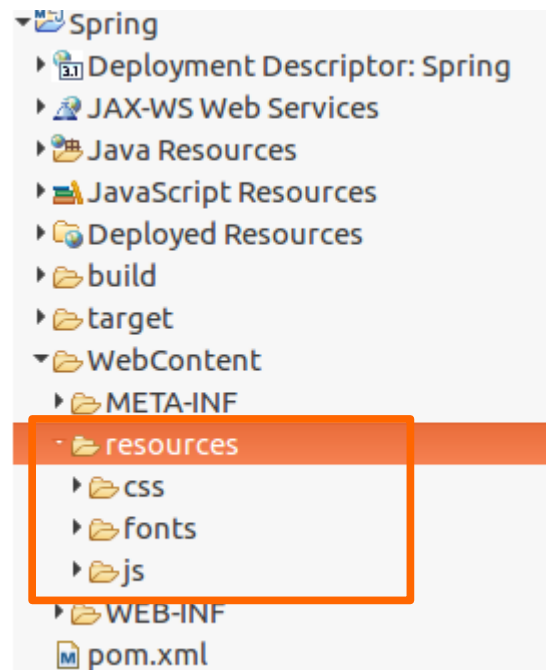 Spring
3.1 Deployment Descriptor: Spring
JAX-WS Web Services
Java Resources
JavaScript Resources
Deployed Resources
build
target
WebContent
META-INF
resources
css
fonts
js
WEB-INF
M pom.xml